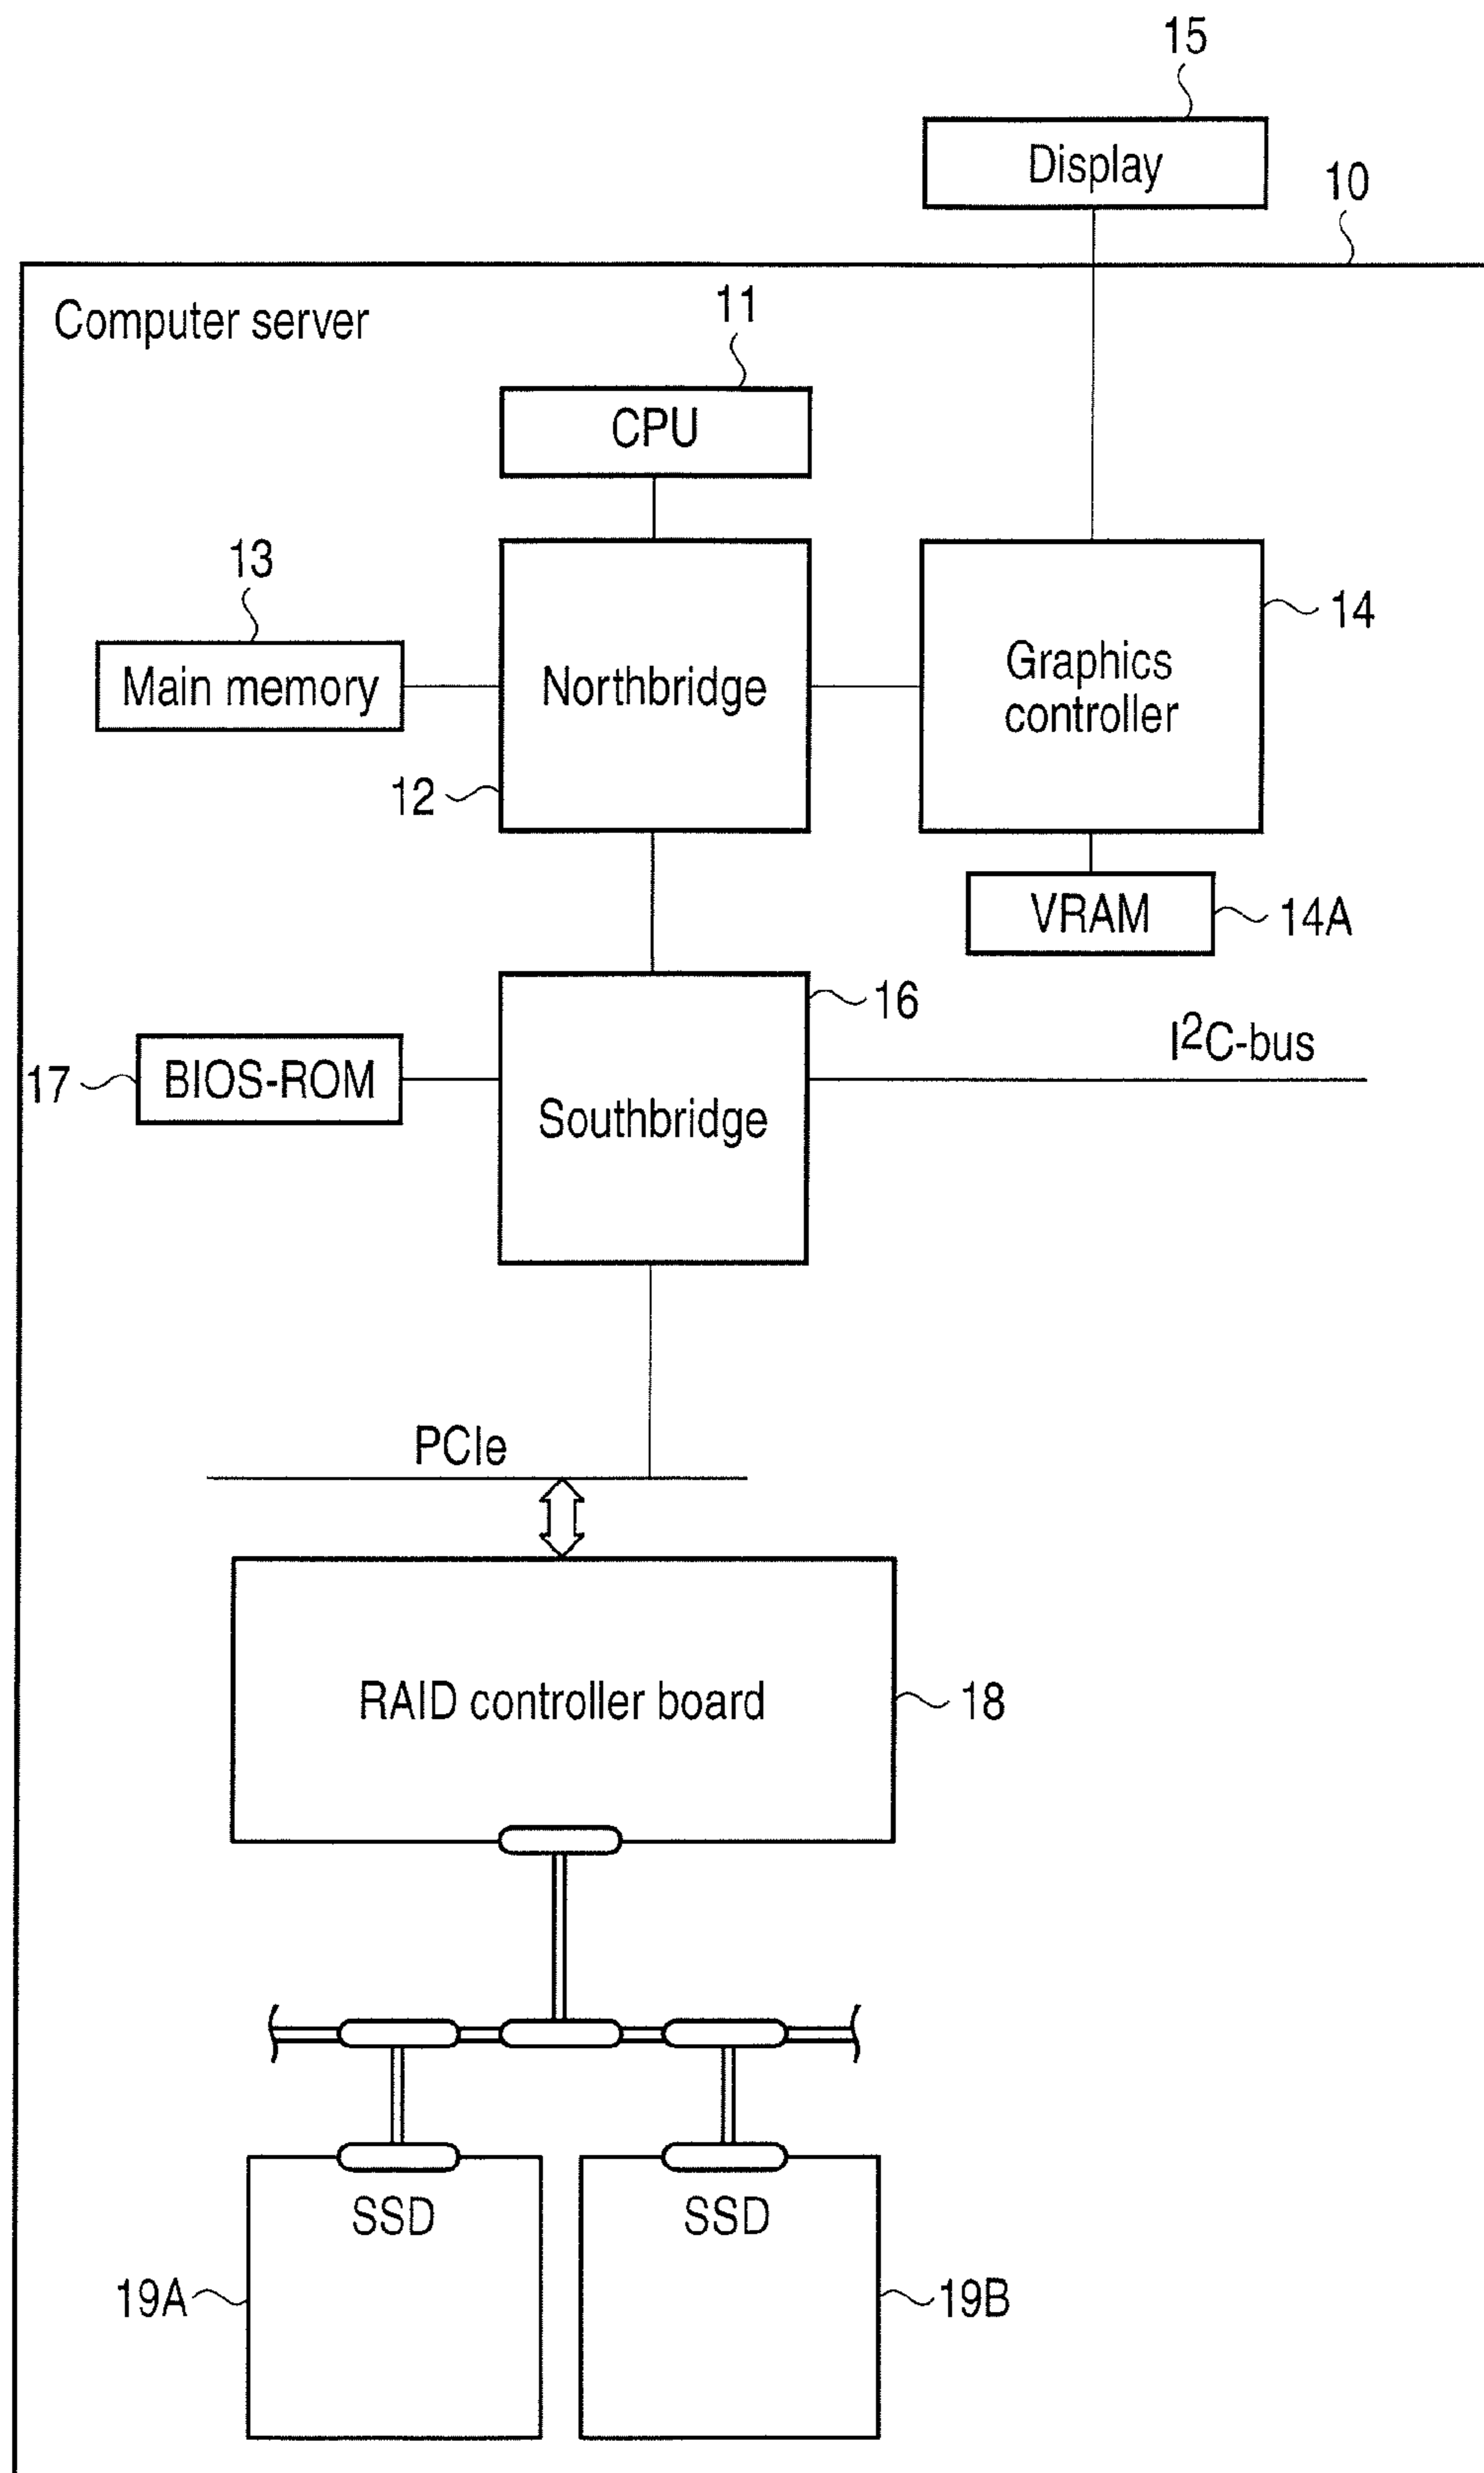 15
Display
10
Computer server
11
CPU
13
Main memory
Northbridge
12
Graphics
controller
14
VRAM
14A
16
I²C-bus
17
BIOS-ROM
Southbridge
PCIe
RAID controller board
18
SSD
SSD
19A
19B